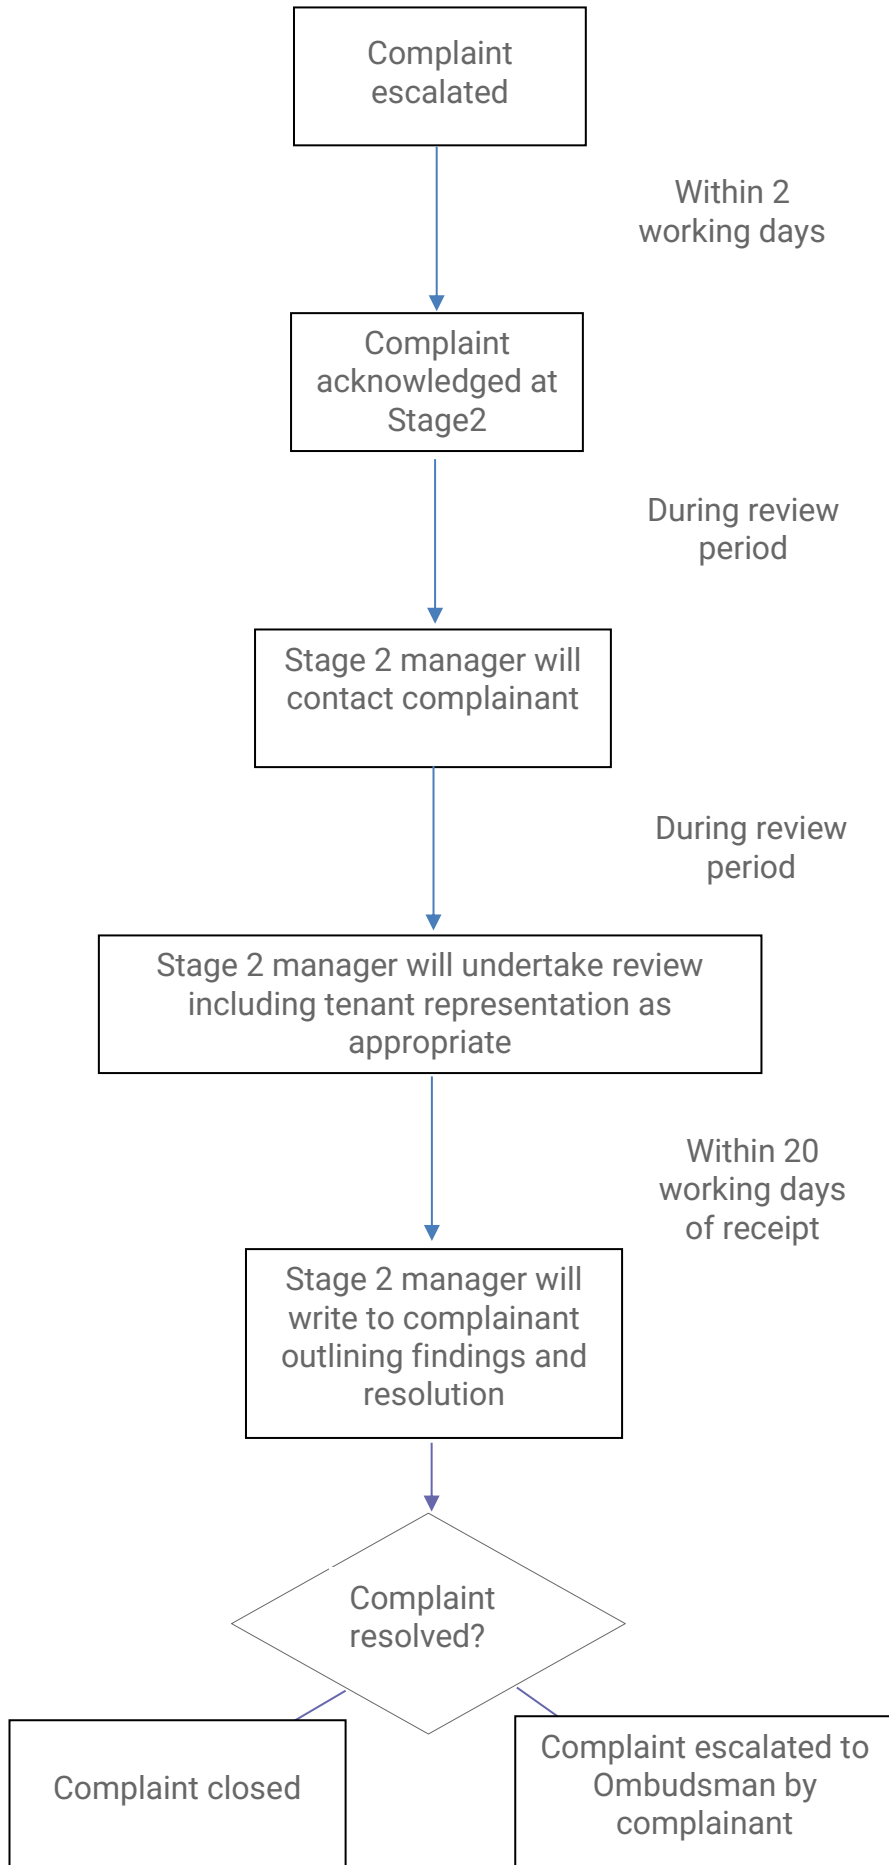 Complaint
escalated
Within 2
working days
Complaint
acknowledged at
Stage2
During review
period
Stage 2 manager will
contact complainant
During review
period
Stage 2 manager will undertake review
including tenant representation as
appropriate
Within 20
working days
of receipt
Stage 2 manager will
write to complainant
outlining findings and
resolution
Complaint
resolved?
Complaint closed
Complaint escalated to
Ombudsman by
complainant